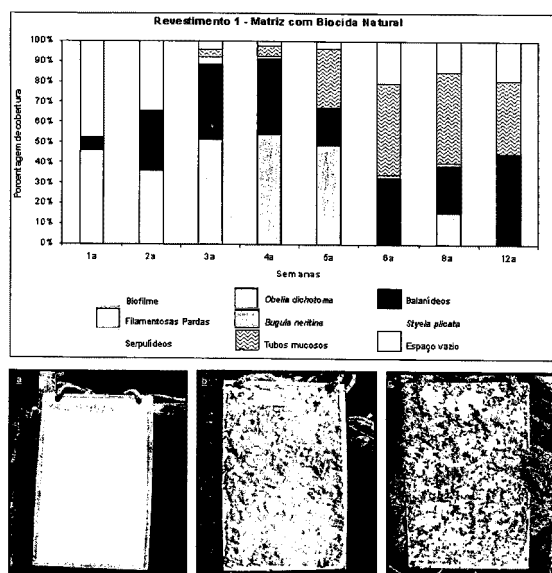 Revestimento 1 - Matriz com Biocida Natural
Porcentagem de cobertura
100%
90%
80%
70%
60%
50%
40%
30%
20%
10%
0%
1a 2a 3a 4a 5a 6a 8a 12a
Semanas
Biofilme Obelia dichotoma Balanídeos
Filamentosas Pardas Bugula neritina Styela plicata
Serpulídeos Tubos mucosos Espaço vazio
a b c